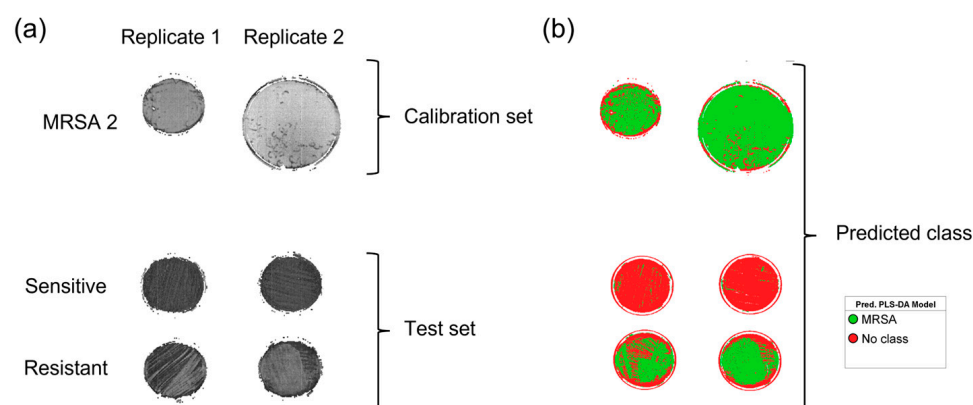 (a)
Replicate 1 Replicate 2
MRSA 2
Calibration set
Sensitive
Resistant
Test set
(b)
Predicted class
Pred. PLS-DA Model
MRSA
No class